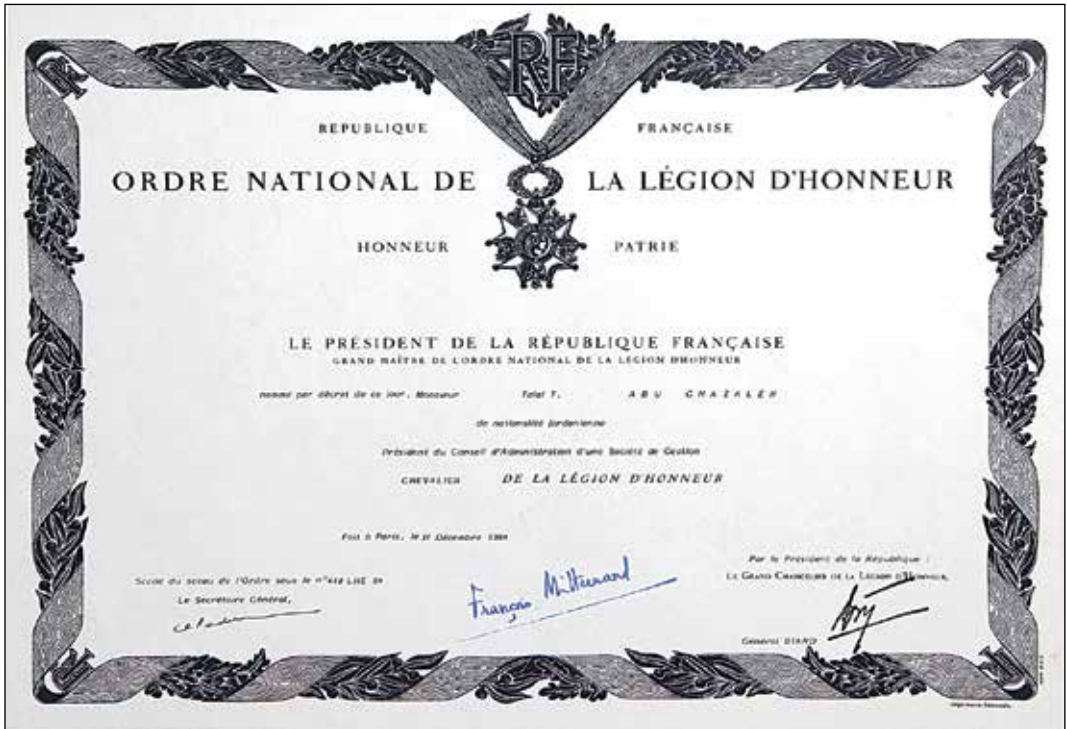 RF
RÉPUBLIQUE FRANÇAISE
ORDRE NATIONAL DE LA LÉGION D'HONNEUR
HONNEUR PATRIE
LE PRÉSIDENT DE LA RÉPUBLIQUE FRANÇAISE
GRAND MAÎTRE DE L'ORDRE NATIONAL DE LA LÉGION D'HONNEUR
nomme par décret de ce jour, Monsieur Talal T. ABU GHAZALEH
de nationalité Jordanienne
Président du Conseil d'Administration d'une Société de Gestion
CHEVALIER DE LA LÉGION D'HONNEUR
Fait à Paris, le Décembre
Par le Président de la République :
Scellé du sceau de l'Ordre sous le
LE GRAND CHANCELIER DE LA LÉGION D'HONNEUR,
Le Secrétaire Général,
François Mitterrand
Général BIARD